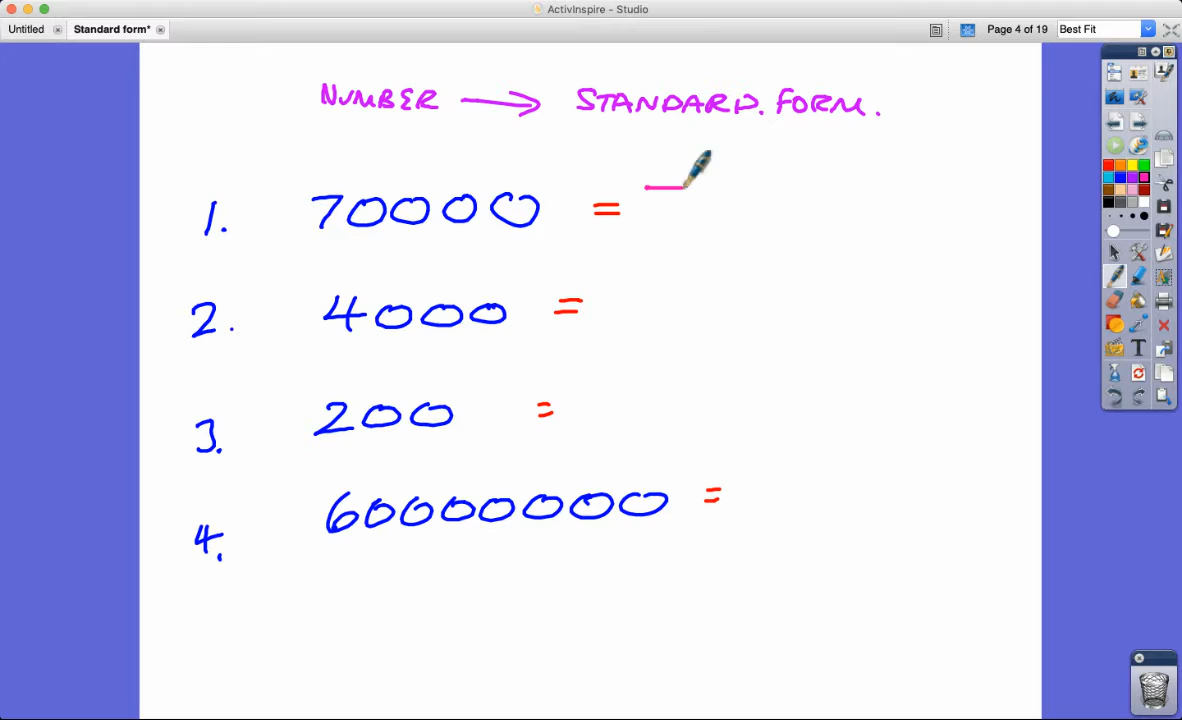 ActivInspire - Studio
Untitled Standard form* Page 4 of 19 Best Fit
NUMBER → STANDARD. FORM.
1. 70000 =
2. 4000 =
3. 200 =
4. 60000000 =
T